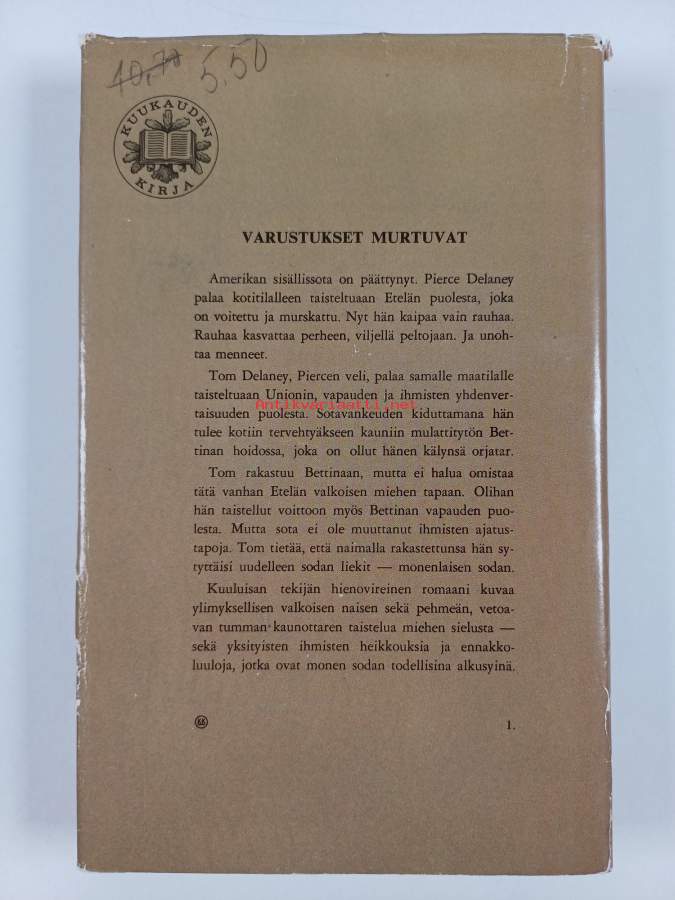 10,70 5.50
KUUKAUDEN
KIRJA
VARUSTUKSET MURTUVAT
Amerikan sisällissota on päättynyt. Pierce Delaney
palaa kotitilalleen taisteltuaan Etelän puolesta, joka
on voitettu ja murskattu. Nyt hän kaipaa vain rauhaa.
Rauhaa kasvattaa perheen, viljellä peltojaan. Ja unoh-
taa menneet.
Tom Delaney, Piercen veli, palaa samalle maatilalle
taisteltuaan Unionin, vapauden ja ihmisten yhdenver-
Antikvariaatti.net
taisuuden puolesta. Sotavankeuden kiduttamana hän
tulee kotiin tervehtyäkseen kauniin mulattitytön Bet-
tinan hoidossa, joka on ollut hänen kälynsä orjatar.
Tom rakastuu Bettinaan, mutta ei halua omistaa
tätä vanhan Etelän valkoisen miehen tapaan. Olihan
hän taistellut voittoon myös Bettinan vapauden puo-
lesta. Mutta sota ei ole muuttanut ihmisten ajatus-
tapoja. Tom tietää, että naimalla rakastettunsa hän sy-
tyttäisi uudelleen sodan liekit — monenlaisen sodan.
Kuuluisan tekijän hienovireinen romaani kuvaa
ylimyksellisen valkoisen naisen sekä pehmeän, vetoa-
van tumman kaunottaren taistelua miehen sielusta —
sekä yksityisten ihmisten heikkouksia ja ennakko-
luuloja, jotka ovat monen sodan todellisina alkusyinä.
1.